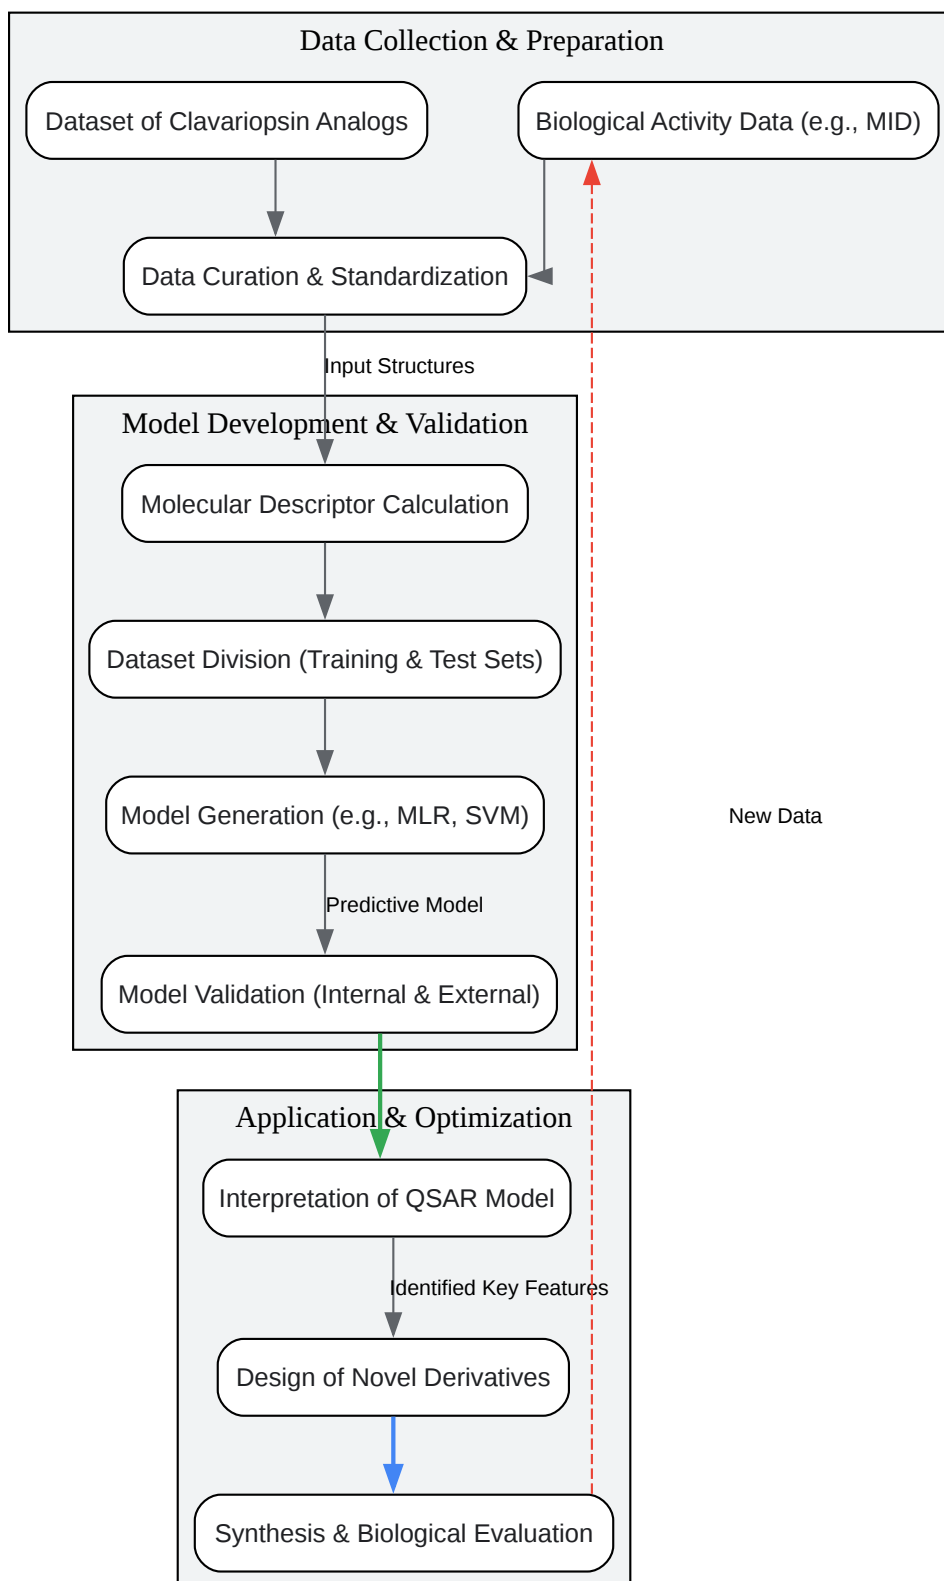 Data Collection & Preparation
Dataset of Clavariopsin Analogs
Biological Activity Data (e.g., MID)
Data Curation & Standardization
Input Structures
Model Development & Validation
Molecular Descriptor Calculation
Dataset Division (Training & Test Sets)
Model Generation (e.g., MLR, SVM)
New Data
Predictive Model
Model Validation (Internal & External)
Application & Optimization
Interpretation of QSAR Model
Identified Key Features
Design of Novel Derivatives
Synthesis & Biological Evaluation